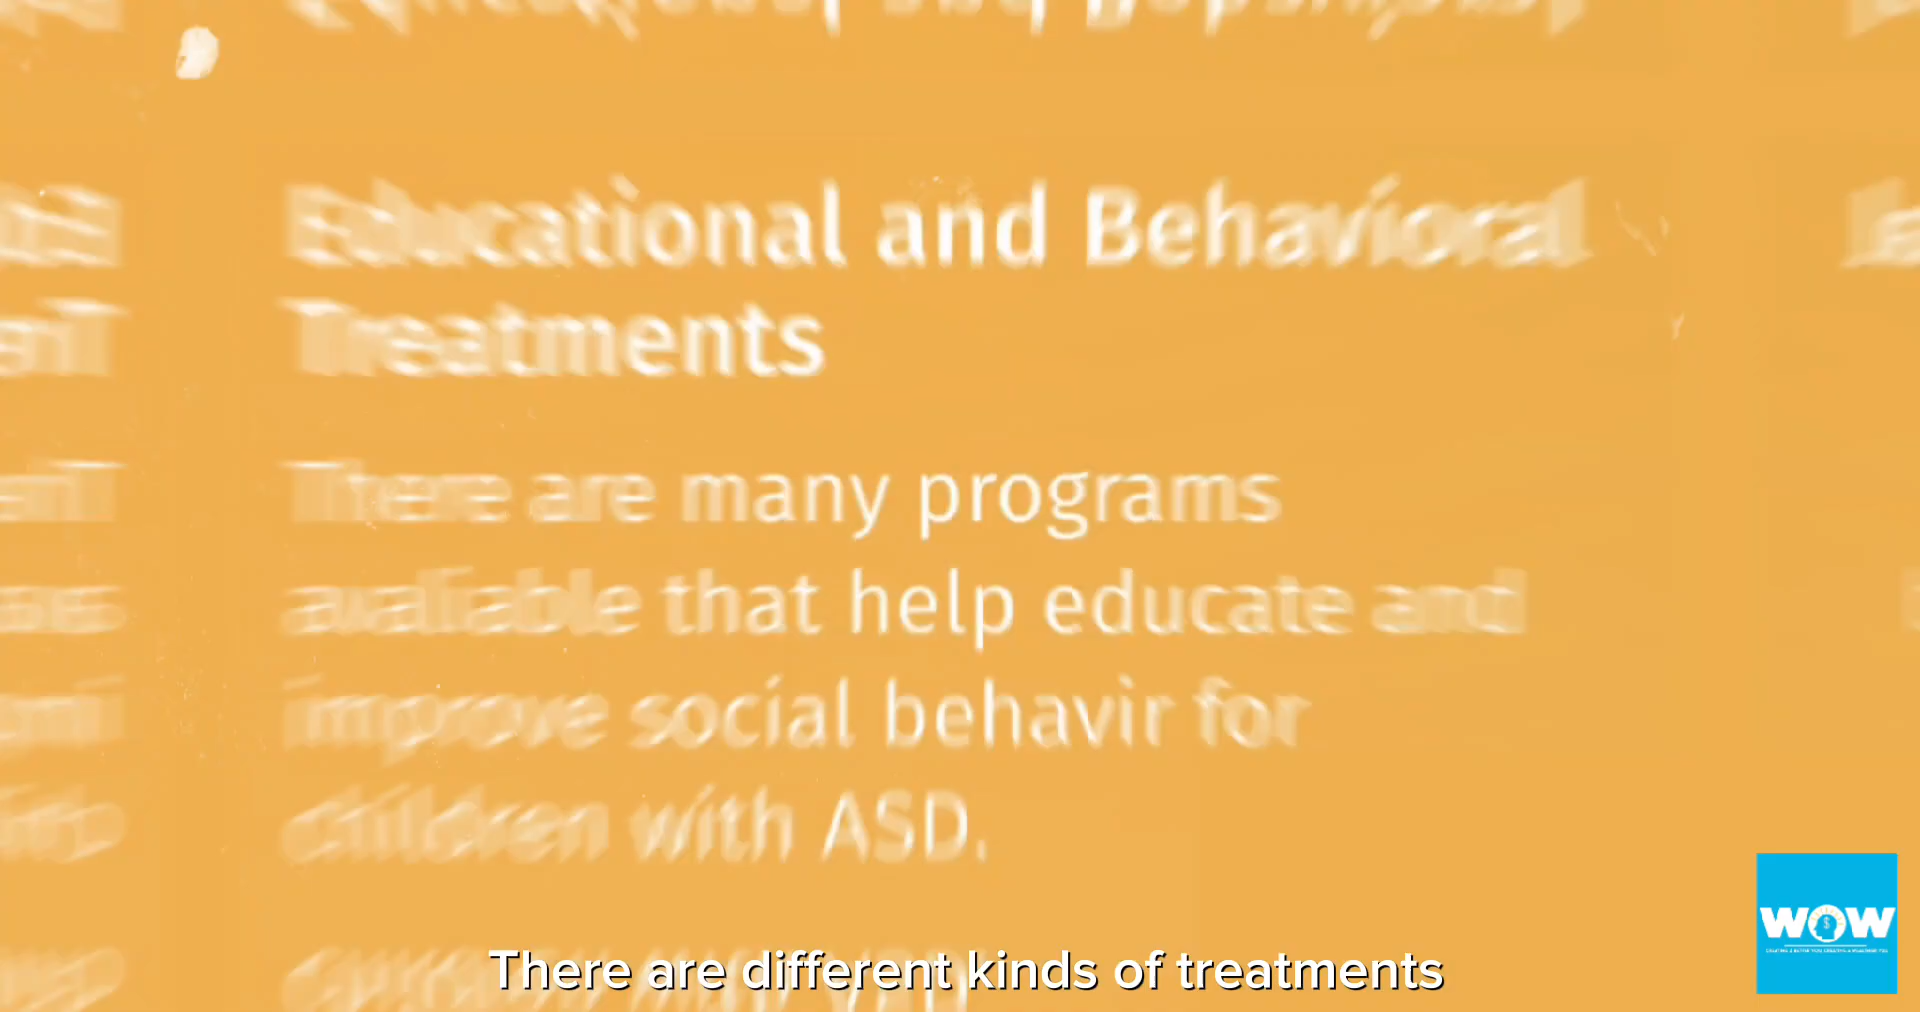 Educational and Behavioral
Treatments
There are many programs
available that help educate and
improve social behavir for
children with ASD.
There are different kinds of treatments
WOW